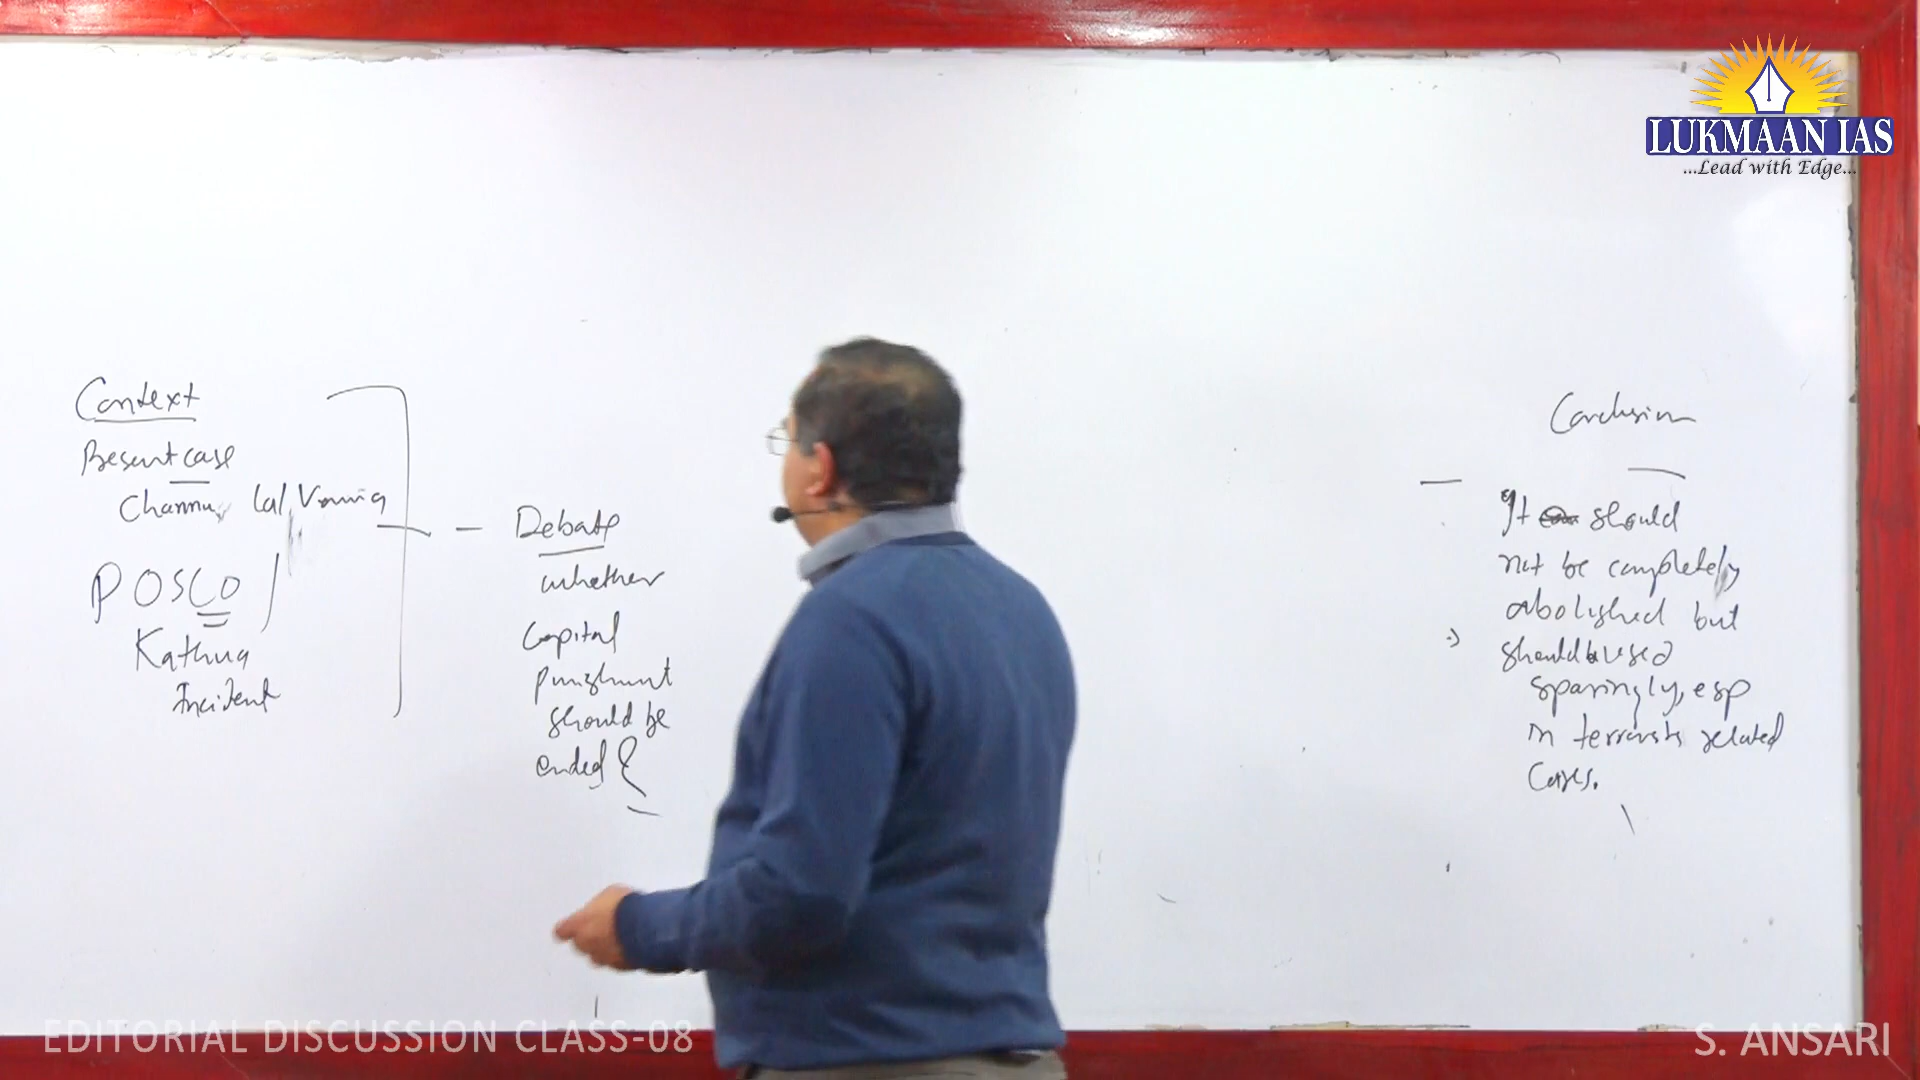 LUKMAAN IAS
...Lead with Edge...
Context
Present case
Channu Lal Verma
POSCO
Kathua
Incident
Debate
whether
Capital
punishment
should be
ended
Conclusion
It should
not be completely
abolished but
should be used
sparingly, esp
in terrorists related
Cases.
EDITORIAL DISCUSSION CLASS-08
S. ANSARI